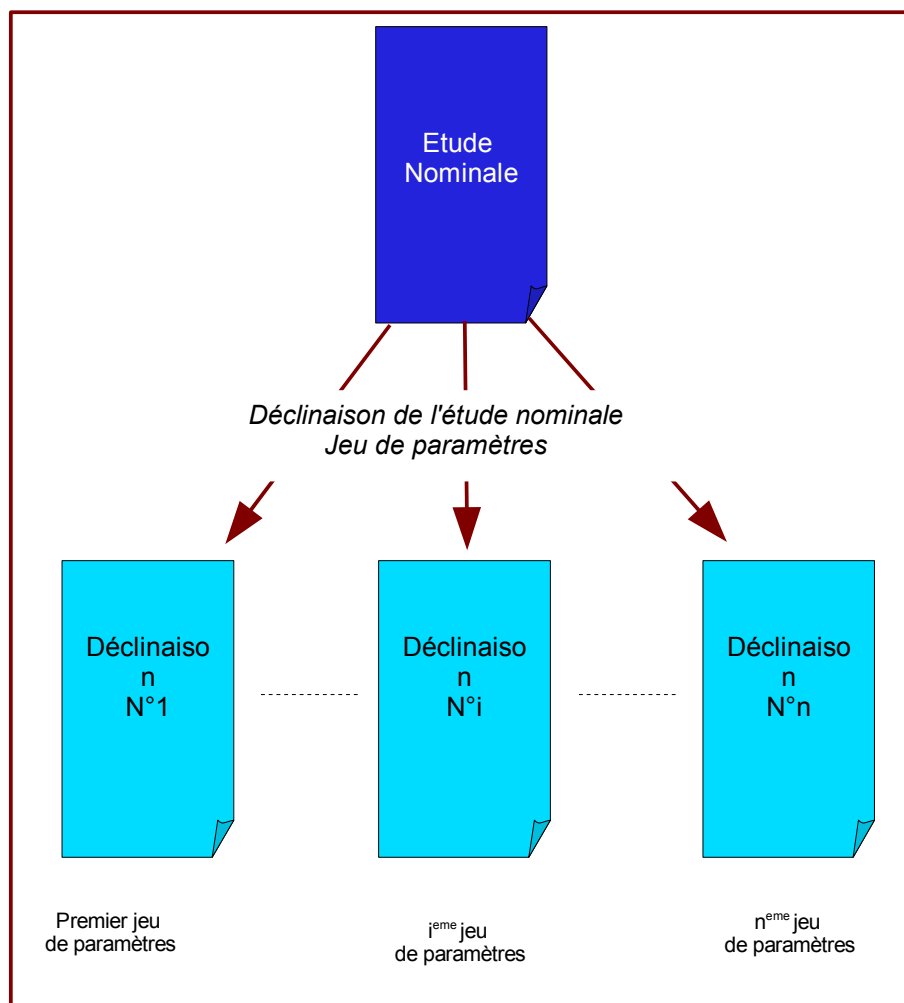 Etude
Nominale
Déclinaison de l'étude nominale
Jeu de paramètres
Déclinaiso
n
N°1
Déclinaiso
n
N°i
Déclinaiso
n
N°n
Premier jeu
de paramètres
ieme jeu
de paramètres
neme jeu
de paramètres